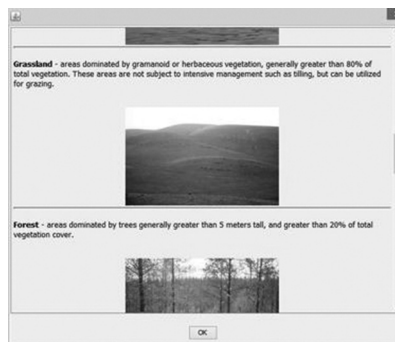 Grassland - areas dominated by gramanoid or herbaceous vegetation, generally greater than 80% of
total vegetation. These areas are not subject to intensive management such as tilling, but can be utilized
for grazing.
Forest - areas dominated by trees generally greater than 5 meters tall, and greater than 20% of total
vegetation cover.
OK